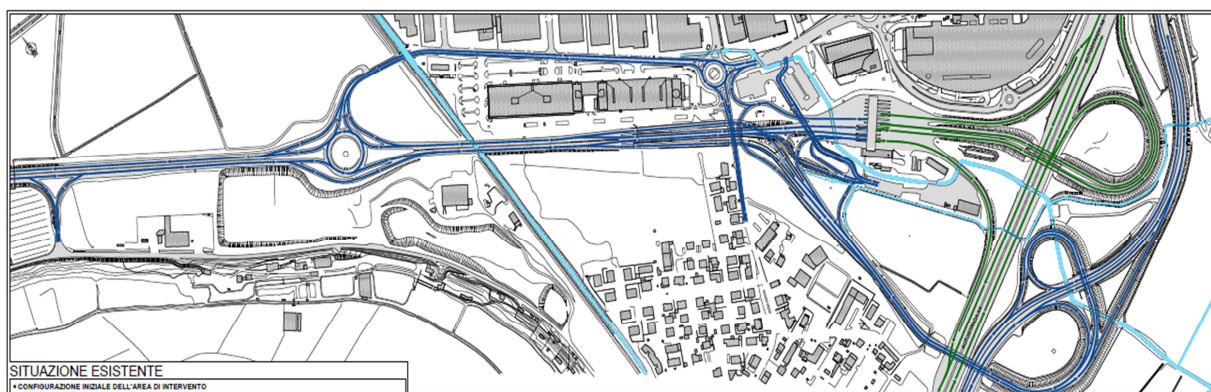 SITUAZIONE ESISTENTE
• CONFIGURAZIONE INIZIALE DELL'AREA DI INTERVENTO